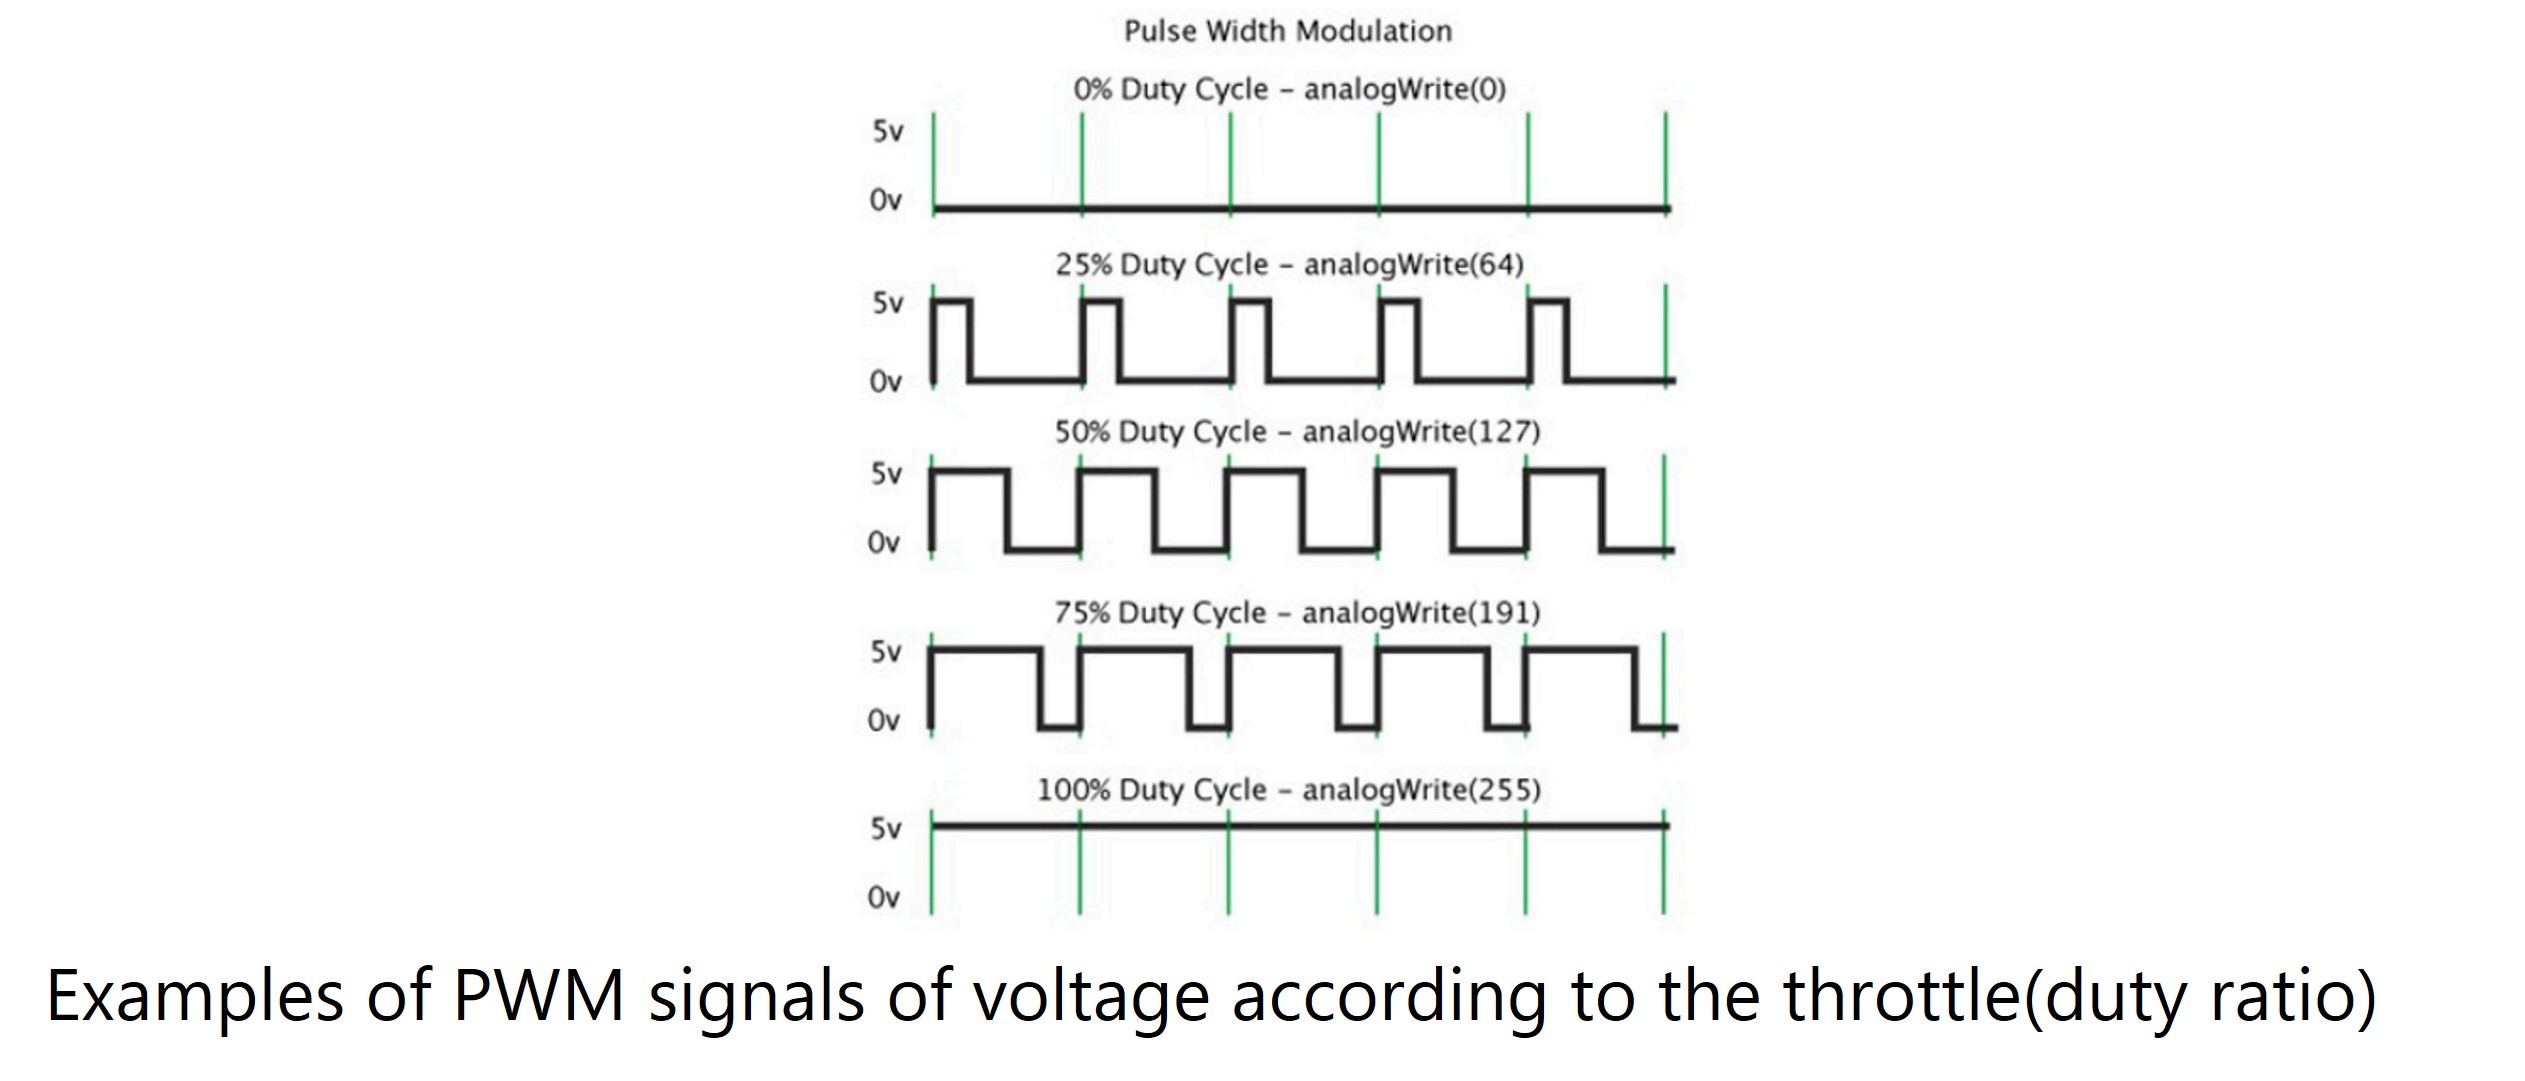 Pulse Width Modulation
0% Duty Cycle – analogWrite(0)
5v
0v
25% Duty Cycle – analogWrite(64)
5v
0v
50% Duty Cycle – analogWrite(127)
5v
0v
75% Duty Cycle – analogWrite(191)
5v
0v
100% Duty Cycle – analogWrite(255)
5v
0v
Examples of PWM signals of voltage according to the throttle(duty ratio)